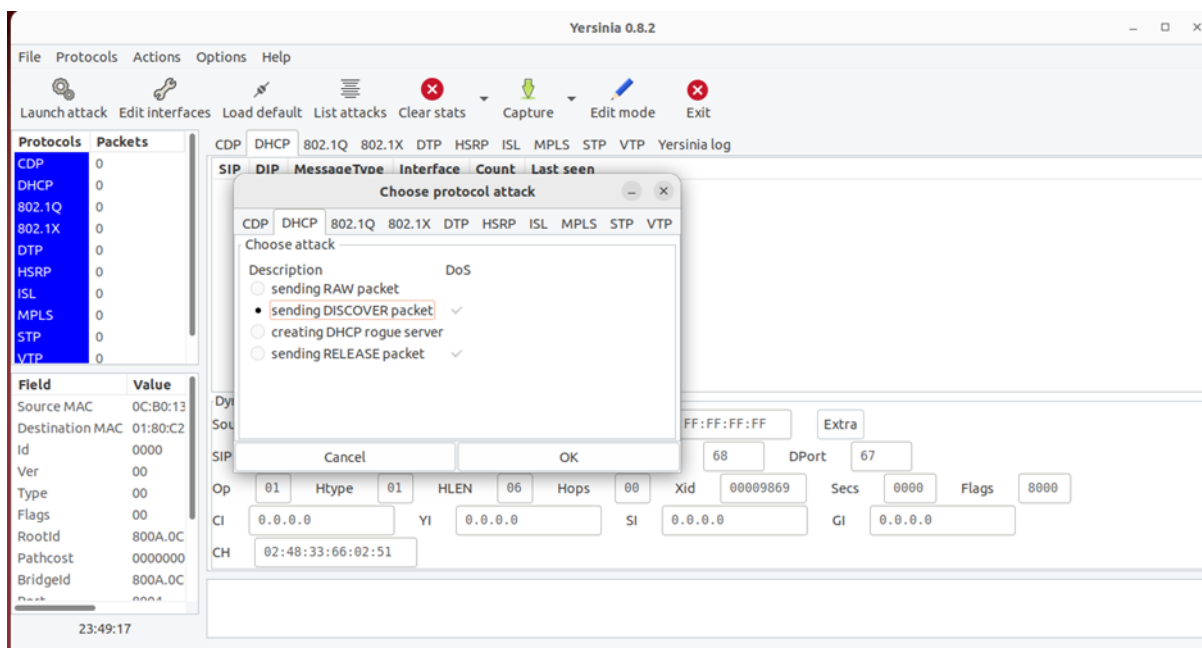 Yersinia 0.8.2
File Protocols Actions Options Help
Launch attack Edit interfaces Load default List attacks Clear stats Capture Edit mode Exit
Protocols Packets
CDP 0
DHCP 0
802.1Q 0
802.1X 0
DTP 0
HSRP 0
ISL 0
MPLS 0
STP 0
VTP 0
CDP DHCP 802.1Q 802.1X DTP HSRP ISL MPLS STP VTP Yersinia log
SIP DIP MessageType Interface Count Last seen
Choose protocol attack
CDP DHCP 802.1Q 802.1X DTP HSRP ISL MPLS STP VTP
Choose attack
Description DoS
sending RAW packet
sending DISCOVER packet
creating DHCP rogue server
sending RELEASE packet
Cancel OK
Field Value
Source MAC 0C:B0:13
Destination MAC 01:80:C2
Id 0000
Ver 00
Type 00
Flags 00
RootId 800A.0C
Pathcost 0000000
BridgeId 800A.0C
23:49:17
FF:FF:FF:FF Extra
SIP 68 DPort 67
Op 01 Htype 01 HLEN 06 Hops 00 Xid 00009869 Secs 0000 Flags 8000
CI 0.0.0.0 YI 0.0.0.0 SI 0.0.0.0 GI 0.0.0.0
CH 02:48:33:66:02:51